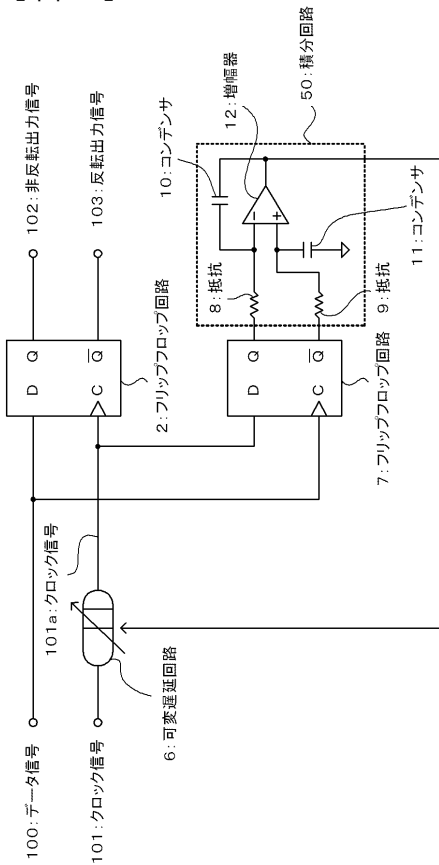 100:データ信号
101:クロック信号
6:可変遅延回路
101a:クロック信号
D Q
C Q
2:フリップフロップ回路
102:非反転出力信号
103:反転出力信号
D Q
C Q
7:フリップフロップ回路
8:抵抗
9:抵抗
10:コンデンサ
11:コンデンサ
12:増幅器
-
+
50:積分回路